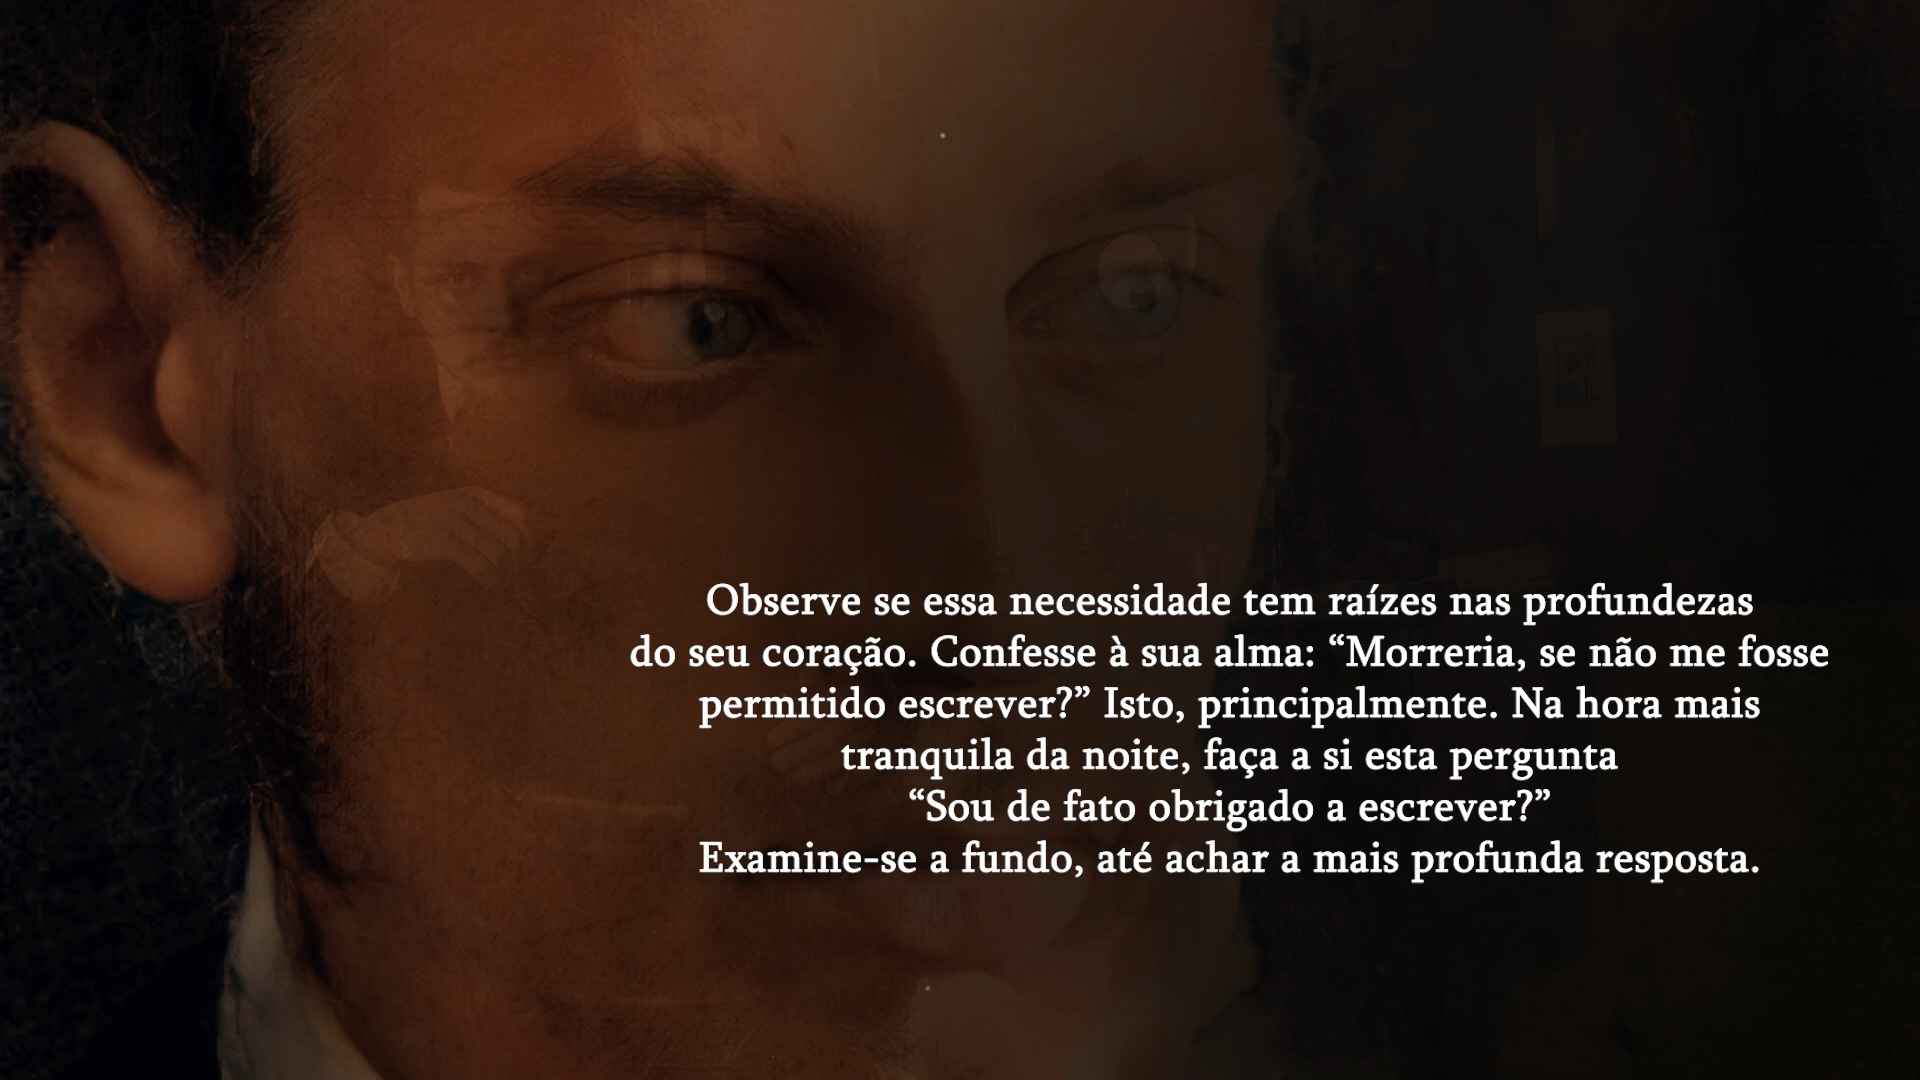 Observe se essa necessidade tem raízes nas profundezas
do seu coração. Confesse à sua alma: “Morreria, se não me fosse
permitido escrever?” Isto, principalmente. Na hora mais
tranquila da noite, faça a si esta pergunta
“Sou de fato obrigado a escrever?”
Examine-se a fundo, até achar a mais profunda resposta.